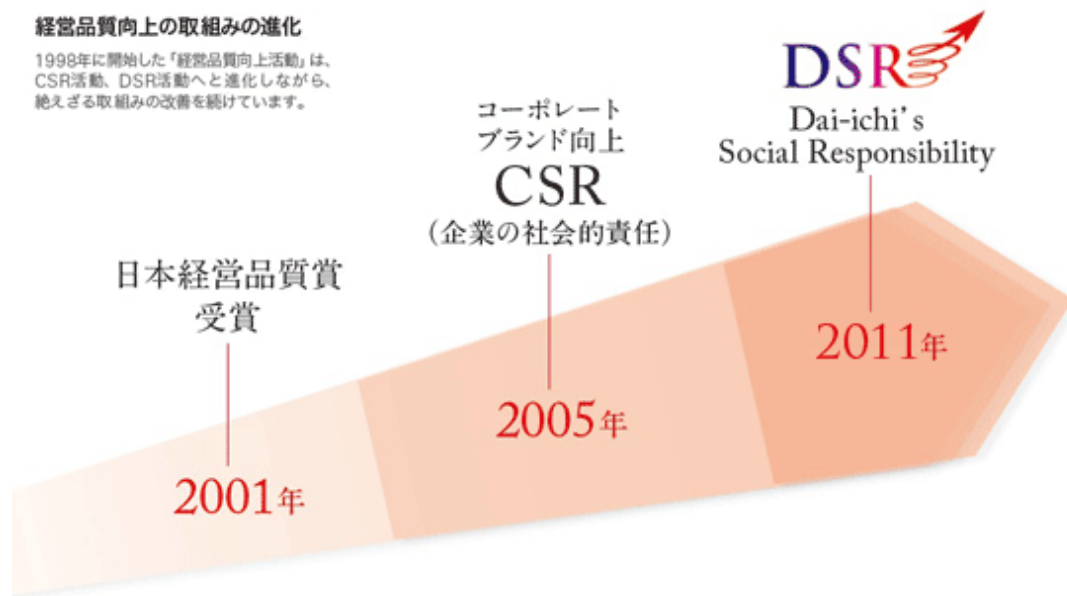 経営品質向上の取組みの進化
1998年に開始した「経営品質向上活動」は、
CSR活動、DSR活動へと進化しながら、
絶えざる取組みの改善を続けています。
日本経営品質賞
受賞
2001年
コーポレート
ブランド向上
CSR
（企業の社会的責任）
2005年
DSR
Dai-ichi's
Social Responsibility
2011年